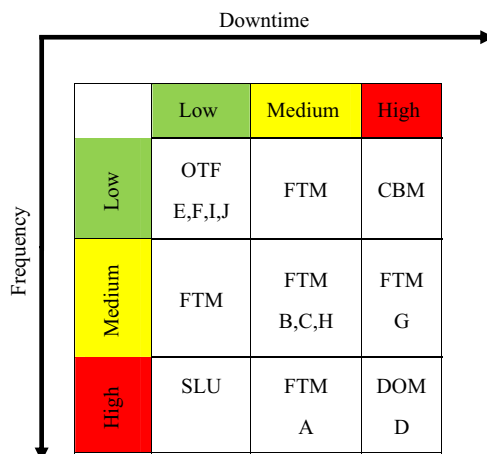 Downtime
Low Medium High
Frequency
Low
OTF
E,F,I,J
FTM
CBM
Medium
FTM
FTM
B,C,H
FTM
G
High
SLU
FTM
A
DOM
D